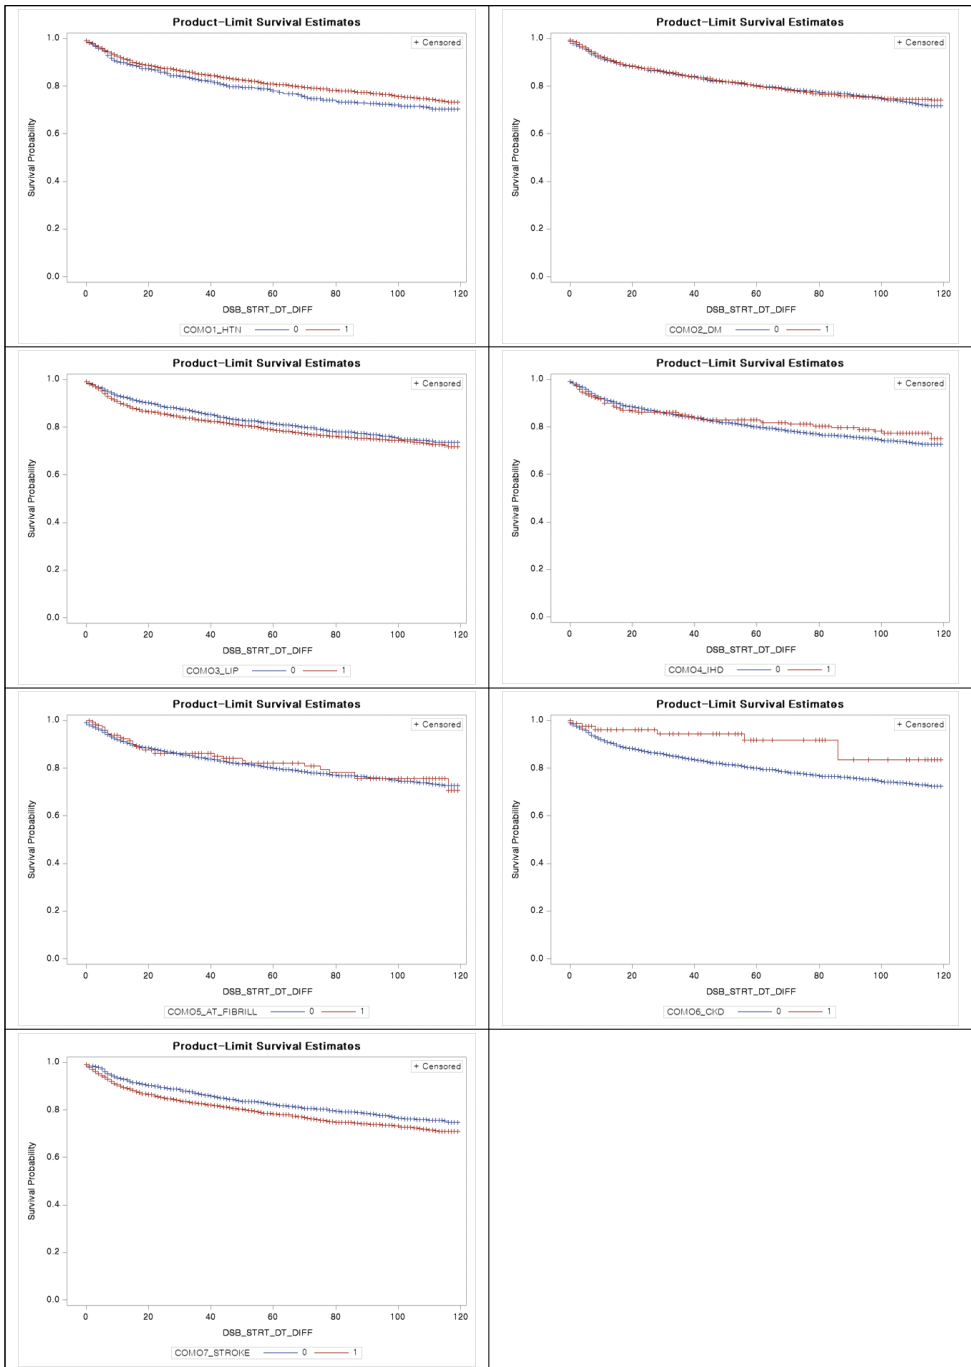 Product-Limit Survival Estimates
+ Censored
1.0
0.8
0.6
0.4
0.2
0.0
Survival Probability
0 20 40 60 80 100 120
DSB_STRT_DT_DIFF
COMO1_HTN 0 1
Product-Limit Survival Estimates
+ Censored
1.0
0.8
0.6
0.4
0.2
0.0
Survival Probability
0 20 40 60 80 100 120
DSB_STRT_DT_DIFF
COMO2_DM 0 1
Product-Limit Survival Estimates
+ Censored
1.0
0.8
0.6
0.4
0.2
0.0
Survival Probability
0 20 40 60 80 100 120
DSB_STRT_DT_DIFF
COMO3_LIP 0 1
Product-Limit Survival Estimates
+ Censored
1.0
0.8
0.6
0.4
0.2
0.0
Survival Probability
0 20 40 60 80 100 120
DSB_STRT_DT_DIFF
COMO4_IHD 0 1
Product-Limit Survival Estimates
+ Censored
1.0
0.8
0.6
0.4
0.2
0.0
Survival Probability
0 20 40 60 80 100 120
DSB_STRT_DT_DIFF
COMO5_AT_FIBRILL 0 1
Product-Limit Survival Estimates
+ Censored
1.0
0.8
0.6
0.4
0.2
0.0
Survival Probability
0 20 40 60 80 100 120
DSB_STRT_DT_DIFF
COMO6_CKD 0 1
Product-Limit Survival Estimates
+ Censored
1.0
0.8
0.6
0.4
0.2
0.0
Survival Probability
0 20 40 60 80 100 120
DSB_STRT_DT_DIFF
COMO7_STROKE 0 1